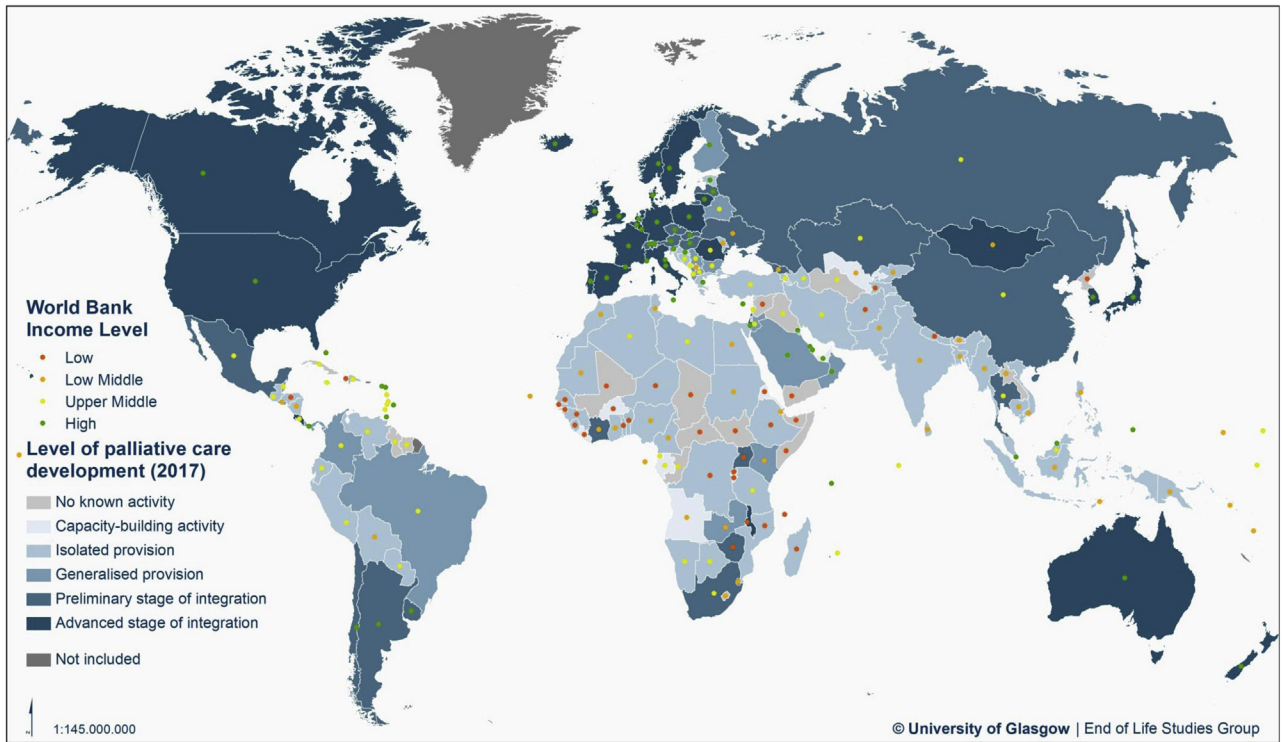 World Bank
Income Level
Low
Low Middle
Upper Middle
High
Level of palliative care
development (2017)
No known activity
Capacity-building activity
Isolated provision
Generalised provision
Preliminary stage of integration
Advanced stage of integration
Not included
N
1:145.000.000
© University of Glasgow | End of Life Studies Group